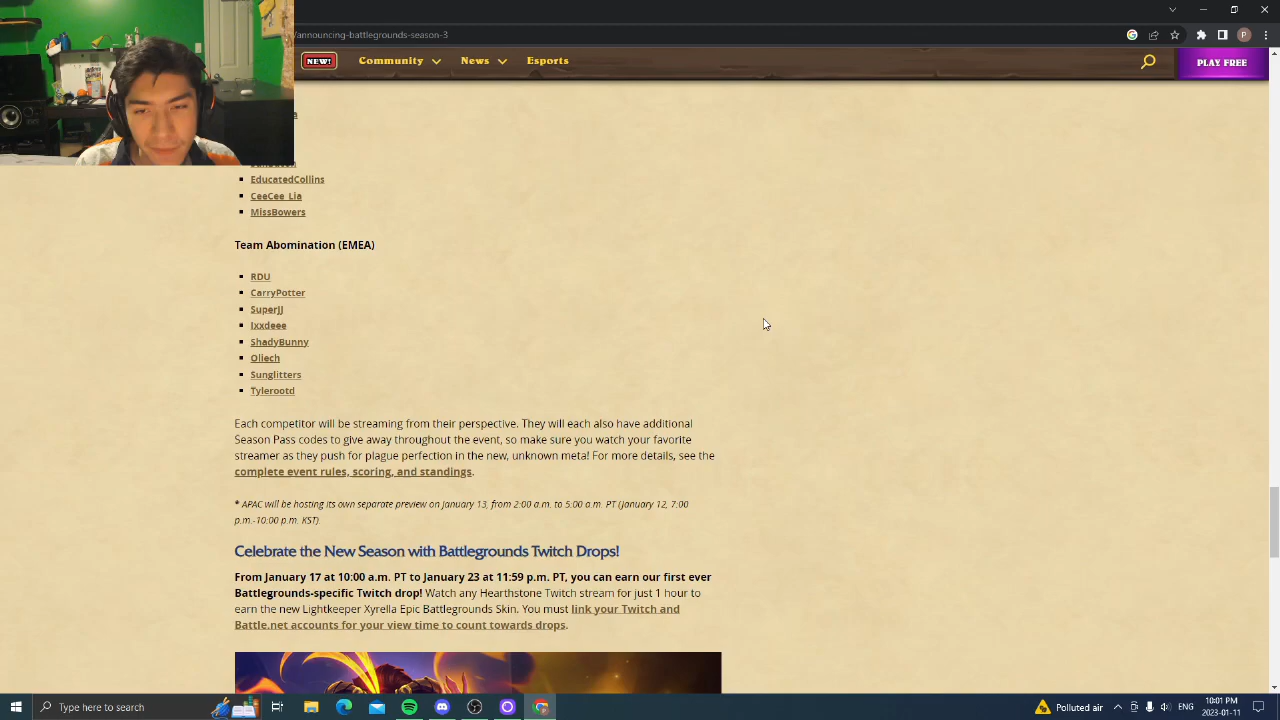 /announcing-battlegrounds-season-3
NEW!
Community
News
Esports
PLAY FREE
EducatedCollins
CeeCee_Lia
MissBowers
Team Abomination (EMEA)
RDU
CarryPotter
SuperJJ
Ixxdeee
ShadyBunny
Oliech
Sunglitters
Tylerootd
Each competitor will be streaming from their perspective. They will each also have additional
Season Pass codes to give away throughout the event, so make sure you watch your favorite
streamer as they push for plague perfection in the new, unknown meta! For more details, see the
complete event rules, scoring, and standings.
* APAC will be hosting its own separate preview on January 13, from 2:00 a.m. to 5:00 a.m. PT (January 12, 7:00
p.m.-10:00 p.m. KST).
Celebrate the New Season with Battlegrounds Twitch Drops!
From January 17 at 10:00 a.m. PT to January 23 at 11:59 p.m. PT, you can earn our first ever
Battlegrounds-specific Twitch drop! Watch any Hearthstone Twitch stream for just 1 hour to
earn the new Lightkeeper Xyrella Epic Battlegrounds Skin. You must link your Twitch and
Battle.net accounts for your view time to count towards drops.
Type here to search
Polluted air
ENG
10:01 PM
2023-01-11